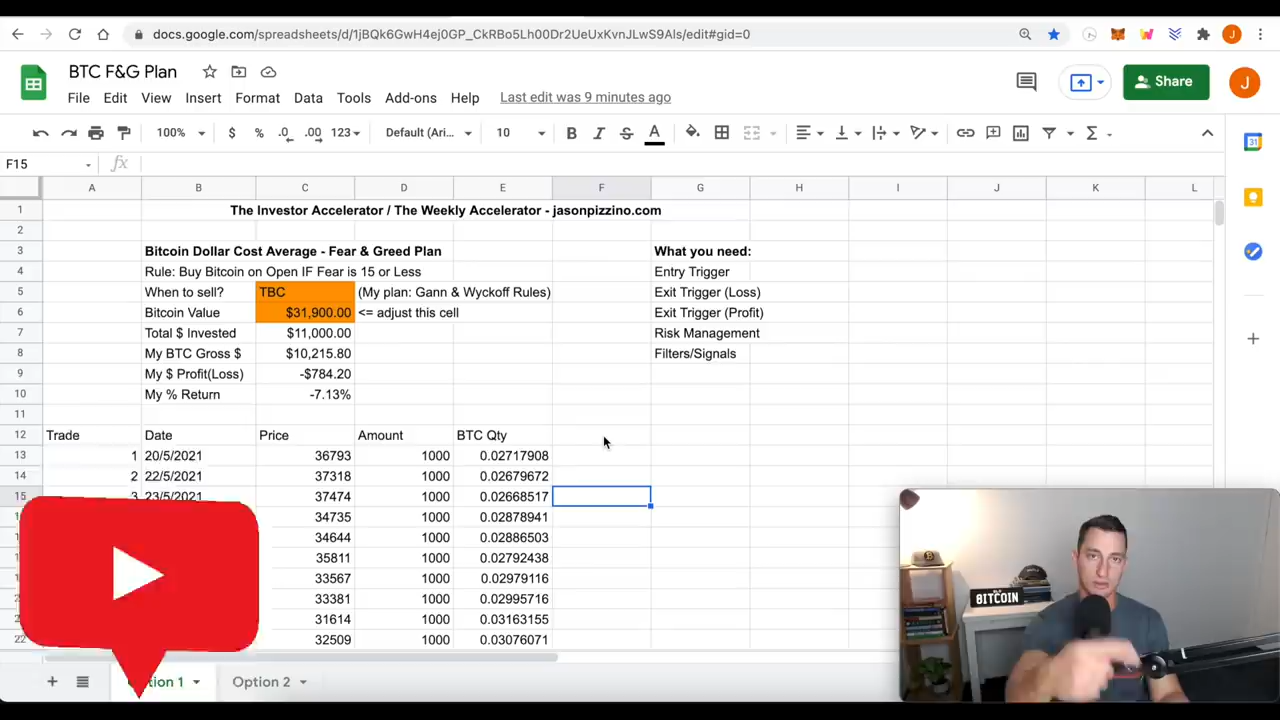 docs.google.com/spreadsheets/d/1jBQk6GwH4ej0GP_CkRBo5Lh00Dr2UeUxKvnJLwS9AIs/edit#gid=0
BTC F&G Plan
Share
File Edit View Insert Format Data Tools Add-ons Help Last edit was 9 minutes ago
100% $ % .0 .00 123 Default (Ari... 10 B I S A
F15 fx
A B C D E F G H I J K L
1 The Investor Accelerator / The Weekly Accelerator - jasonpizzino.com
2
3 Bitcoin Dollar Cost Average - Fear & Greed Plan What you need:
4 Rule: Buy Bitcoin on Open IF Fear is 15 or Less Entry Trigger
5 When to sell? TBC (My plan: Gann & Wyckoff Rules) Exit Trigger (Loss)
6 Bitcoin Value $31,900.00 <= adjust this cell Exit Trigger (Profit)
7 Total $ Invested $11,000.00 Risk Management
8 My BTC Gross $ $10,215.80 Filters/Signals
9 My $ Profit(Loss) -$784.20
10 My % Return -7.13%
11
12 Trade Date Price Amount BTC Qty
13 1 20/5/2021 36793 1000 0.02717908
14 2 22/5/2021 37318 1000 0.02679672
15 3 23/5/2021 37474 1000 0.02668517
34735 1000 0.02878941
34644 1000 0.02886503
35811 1000 0.02792438
33567 1000 0.02979116
33381 1000 0.02995716
31614 1000 0.03163155
22 32509 1000 0.03076071
BITCOIN
Option 1 Option 2